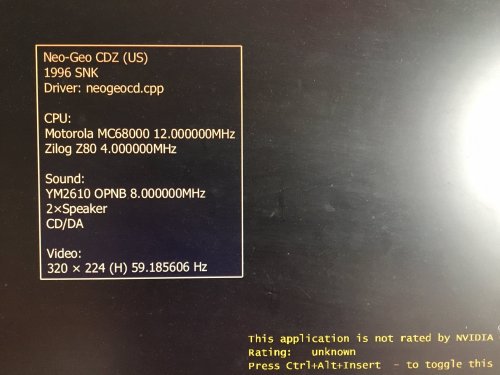 Neo-Geo CDZ (US)
1996 SNK
Driver: neogeocd.cpp
CPU:
Motorola MC68000 12.000000MHz
Zilog Z80 4.000000MHz
Sound:
YM2610 OPNB 8.000000MHz
2×Speaker
CD/DA
Video:
320 × 224 (H) 59.185606 Hz
This application is not rated by NVIDIA
Rating: unknown
Press Ctrl+Alt+Insert - to toggle this